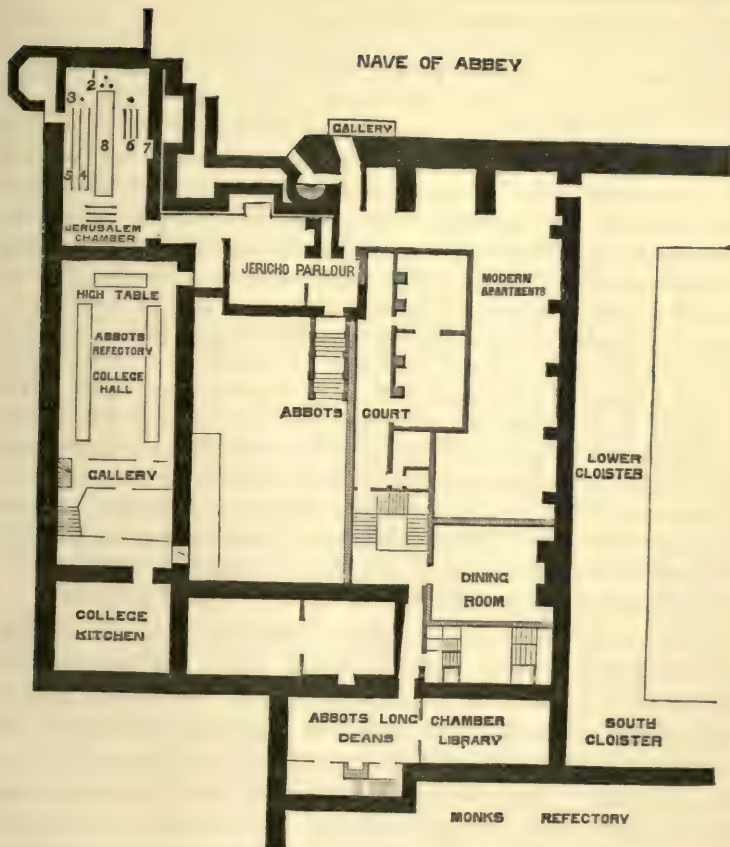 NAVE OF ABBEY
GALLERY
2
3
8
6
7
5
4
JERUSALEM
CHAMBER
JERICHO PARLOUR
MODERN
APARTMENTS
HIGH TABLE
ABBOTS
REFECTORY
COLLEGE
HALL
ABBOTS COURT
GALLERY
LOWER
CLOISTER
DINING
ROOM
COLLEGE
KITCHEN
ABBOTS LONG CHAMBER
DEANS LIBRARY
SOUTH
CLOISTER
MONKS REFECTORY